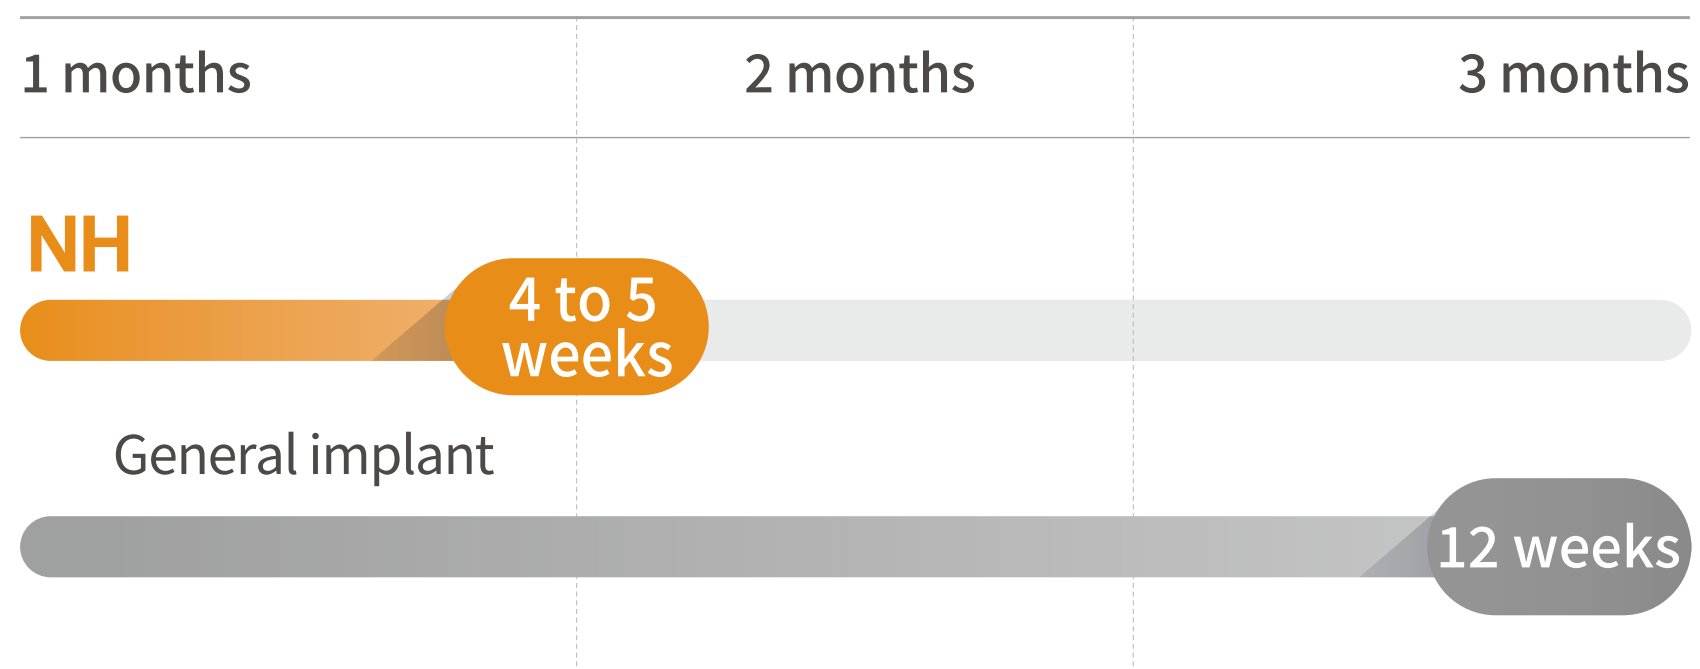 1 months 2 months 3 months
NH
4 to 5
weeks
General implant
12 weeks